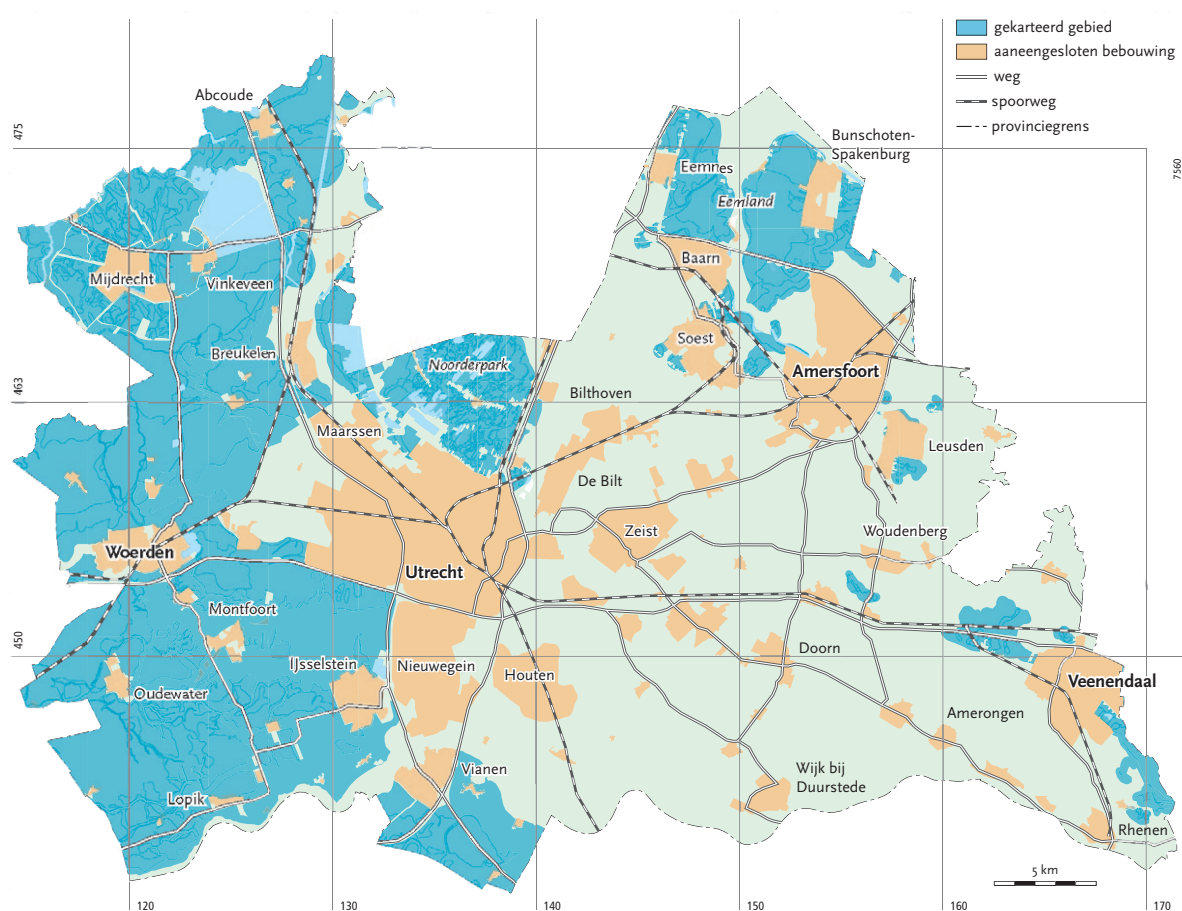 gekarteerd gebied
aaneengesloten bebouwing
weg
spoorweg
provinciegrens
Abcoude
475
Bunschoten-
Spakenburg
Eemnes
7560
Eemland
Baarn
Mijdrecht
Vinkeveen
Soest
Breukelen
Noorderpark
Amersfoort
463
Bilthoven
Maarssen
Leusden
De Bilt
Zeist
Woudenberg
Woerden
Utrecht
Montfoort
450
IJsselstein
Nieuwegein
Houten
Doorn
Oudewater
Veenendaal
Amerongen
Vianen
Wijk bij
Duurstede
Lopik
Rhenen
5 km
120
130
140
150
160
170